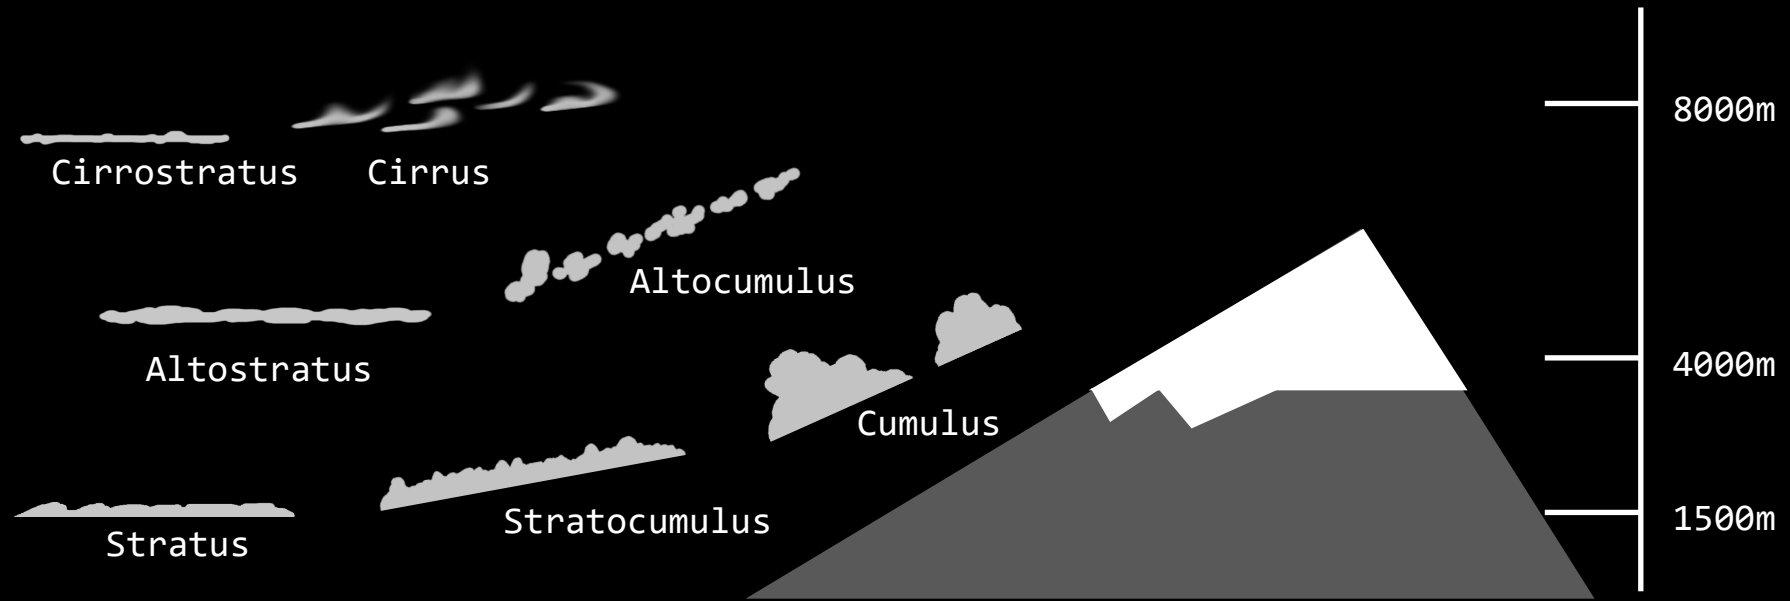 8000m
Cirrostratus
Cirrus
Altocumulus
Altostratus
4000m
Cumulus
Stratocumulus
1500m
Stratus